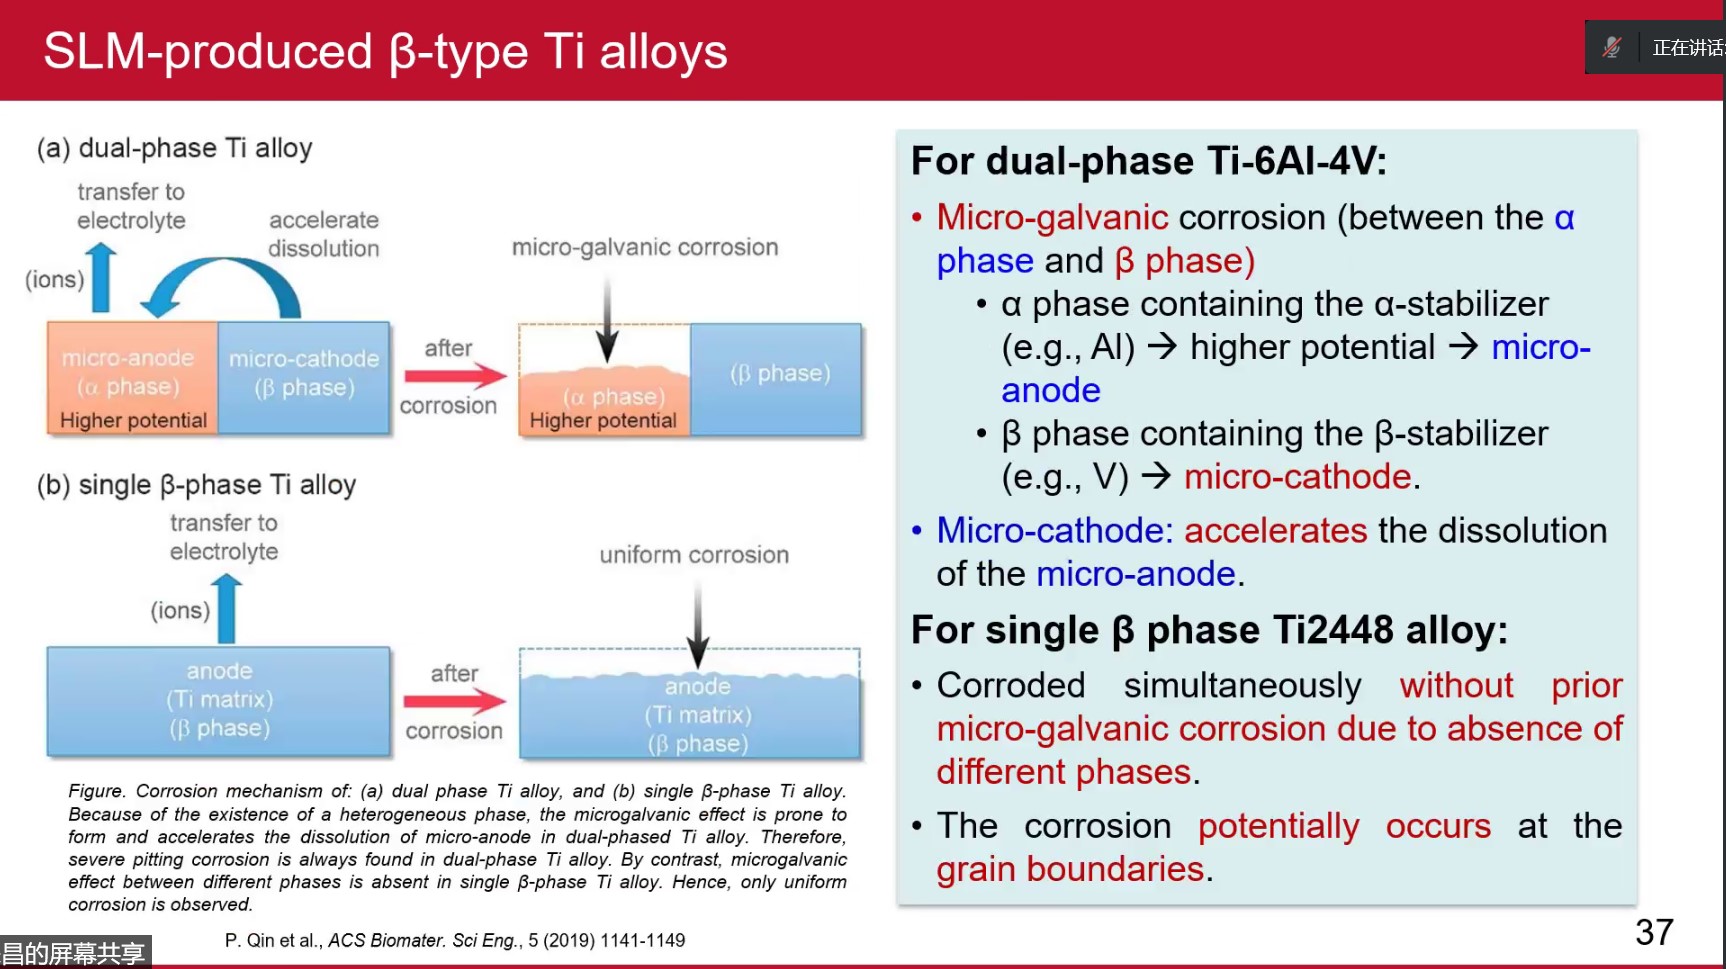 SLM-produced β-type Ti alloys
正在讲话:
(a) dual-phase Ti alloy
transfer to
electrolyte
accelerate
dissolution
(ions)
micro-anode
(α phase)
Higher potential
micro-cathode
(β phase)
after
corrosion
micro-galvanic corrosion
(α phase)
Higher potential
(β phase)
(b) single β-phase Ti alloy
transfer to
electrolyte
(ions)
anode
(Ti matrix)
(β phase)
after
corrosion
uniform corrosion
anode
(Ti matrix)
(β phase)
Figure. Corrosion mechanism of: (a) dual phase Ti alloy, and (b) single β-phase Ti alloy.
Because of the existence of a heterogeneous phase, the microgalvanic effect is prone to
form and accelerates the dissolution of micro-anode in dual-phased Ti alloy. Therefore,
severe pitting corrosion is always found in dual-phase Ti alloy. By contrast, microgalvanic
effect between different phases is absent in single β-phase Ti alloy. Hence, only uniform
corrosion is observed.
P. Qin et al., ACS Biomater. Sci Eng., 5 (2019) 1141-1149
For dual-phase Ti-6Al-4V:
• Micro-galvanic corrosion (between the α
phase and β phase)
• α phase containing the α-stabilizer
(e.g., Al) → higher potential → micro-
anode
• β phase containing the β-stabilizer
(e.g., V) → micro-cathode.
• Micro-cathode: accelerates the dissolution
of the micro-anode.
For single β phase Ti2448 alloy:
• Corroded simultaneously without prior
micro-galvanic corrosion due to absence of
different phases.
• The corrosion potentially occurs at the
grain boundaries.
37
昌的屏幕共享